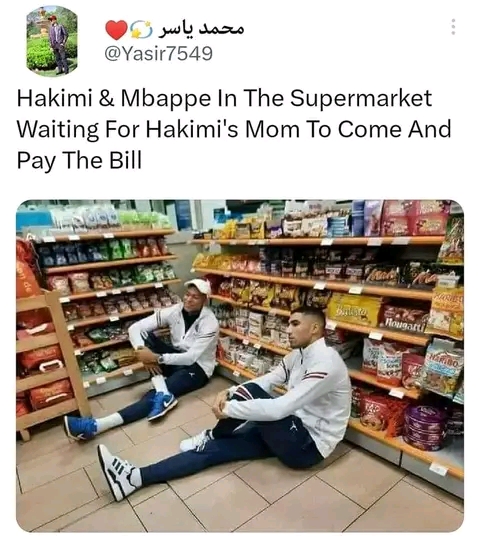 محمد ياسر
@Yasir7549
Hakimi & Mbappe In The Supermarket
Waiting For Hakimi's Mom To Come And
Pay The Bill
Nougatti
HARIBO